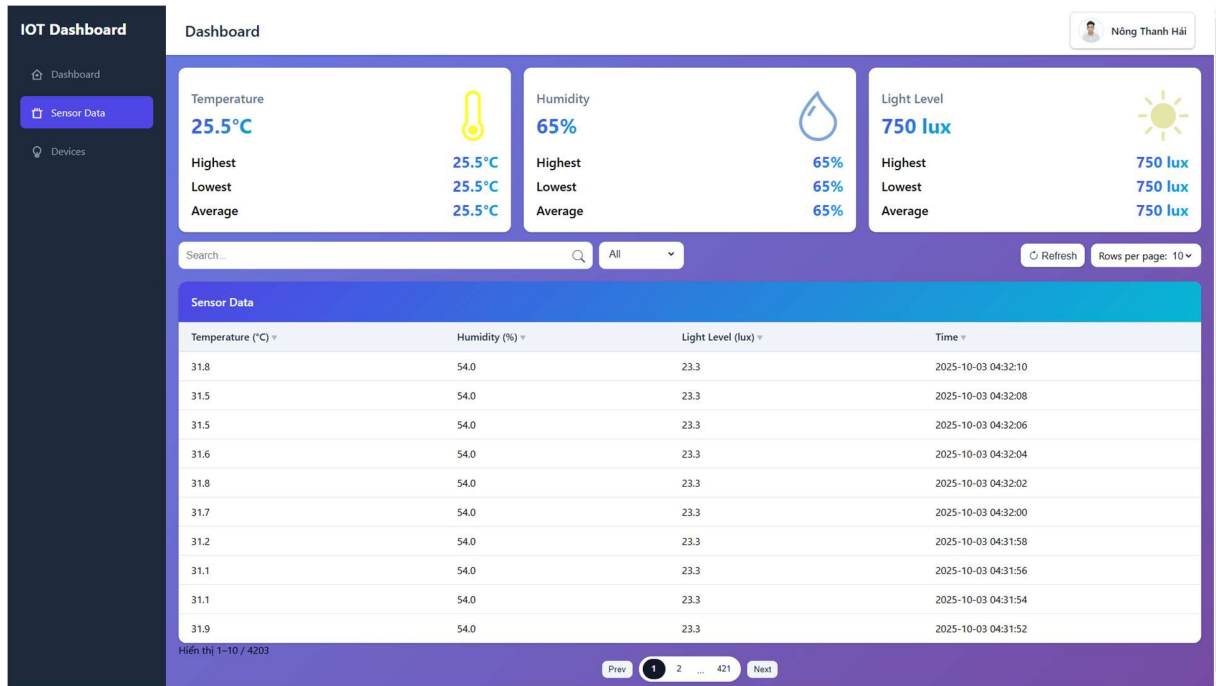 IOT Dashboard
Dashboard
Nông Thanh Hải
Dashboard
Sensor Data
Devices
Temperature
25.5°C
Highest 25.5°C
Lowest 25.5°C
Average 25.5°C
Humidity
65%
Highest 65%
Lowest 65%
Average 65%
Light Level
750 lux
Highest 750 lux
Lowest 750 lux
Average 750 lux
Search...
All
Refresh
Rows per page: 10
Sensor Data
Temperature (°C) Humidity (%) Light Level (lux) Time
31.8 54.0 23.3 2025-10-03 04:32:10
31.5 54.0 23.3 2025-10-03 04:32:08
31.5 54.0 23.3 2025-10-03 04:32:06
31.6 54.0 23.3 2025-10-03 04:32:04
31.8 54.0 23.3 2025-10-03 04:32:02
31.7 54.0 23.3 2025-10-03 04:32:00
31.2 54.0 23.3 2025-10-03 04:31:58
31.1 54.0 23.3 2025-10-03 04:31:56
31.1 54.0 23.3 2025-10-03 04:31:54
31.9 54.0 23.3 2025-10-03 04:31:52
Hiển thị 1–10 / 4203
Prev 1 2 ... 421 Next